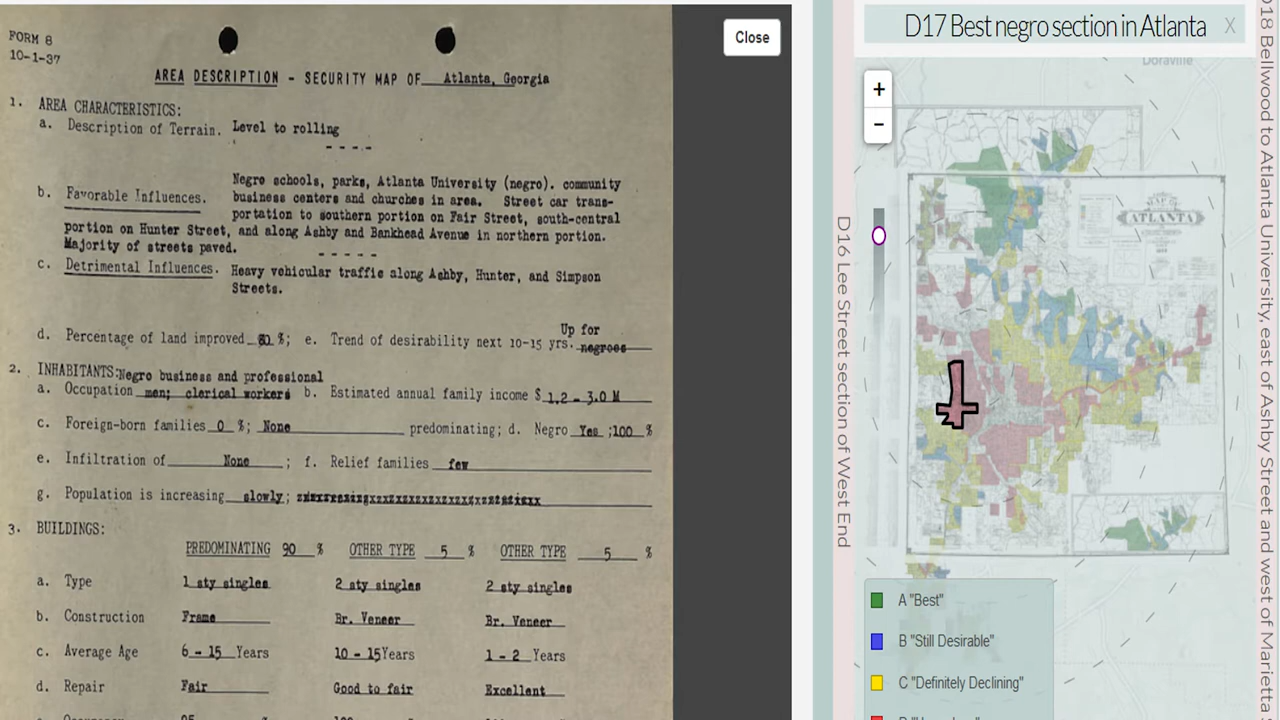 FORM 8
10-1-37
AREA DESCRIPTION - SECURITY MAP OF Atlanta, Georgia
1. AREA CHARACTERISTICS:
a. Description of Terrain. Level to rolling
- - - -
b. Favorable Influences. Negro schools, parks, Atlanta University (negro). community
business centers and churches in area. Street car trans-
portation to southern portion on Fair Street, south-central
portion on Hunter Street, and along Ashby and Bankhead Avenue in northern portion.
Majority of streets paved.
- - - - -
c. Detrimental Influences. Heavy vehicular traffic along Ashby, Hunter, and Simpson
Streets.
d. Percentage of land improved %; e. Trend of desirability next 10-15 yrs. Up for
negroes
2. INHABITANTS: Negro business and professional
a. Occupation men; clerical workers b. Estimated annual family income $ 1.2 - 3.0 M
c. Foreign-born families 0 %; None predominating; d. Negro Yes ;100 %
e. Infiltration of None ; f. Relief families few
g. Population is increasing slowly;
3. BUILDINGS:
PREDOMINATING 90 % OTHER TYPE 5 % OTHER TYPE 5 %
a. Type 1 sty singles 2 sty singles 2 sty singles
b. Construction Frame Br. Veneer Br. Veneer
c. Average Age 6 - 15 Years 10 - 15 Years 1 - 2 Years
d. Repair Fair Good to fair Excellent
Close
D16 Lee Street section of West End
D17 Best negro section in Atlanta X
Doraville
+
−
ATLANTA
A "Best"
B "Still Desirable"
C "Definitely Declining"
D18 Bellwood to Atlanta University, east of Ashby Street and west of Marietta